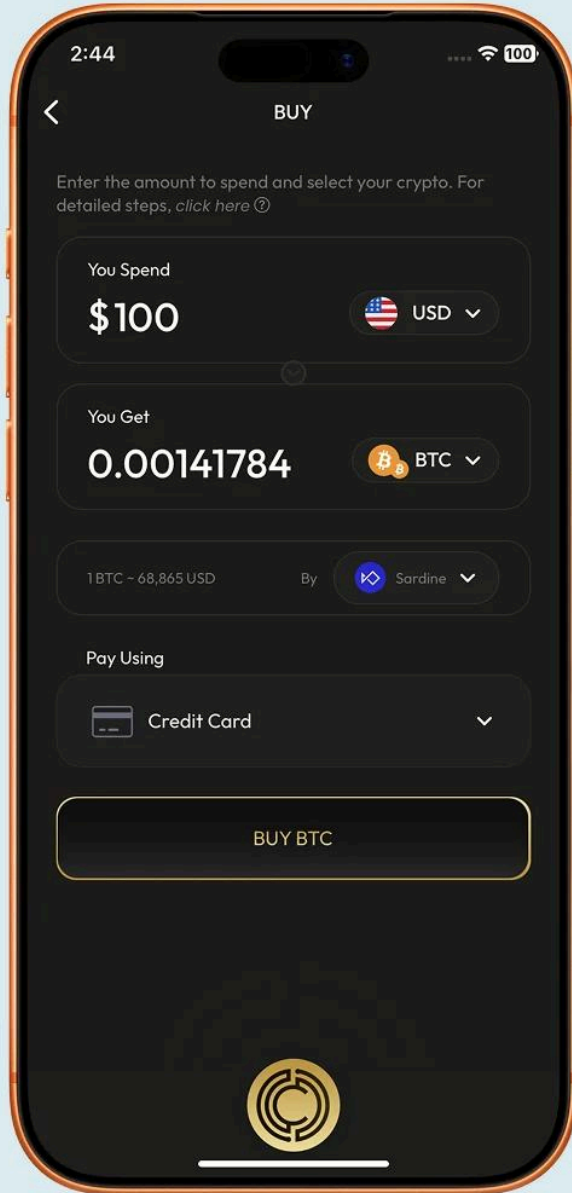 2:44
100
BUY
Enter the amount to spend and select your crypto. For
detailed steps, click here ?
You Spend
$100 USD
You Get
0.00141784 BTC
1 BTC ~ 68,865 USD By Sardine
Pay Using
Credit Card
BUY BTC